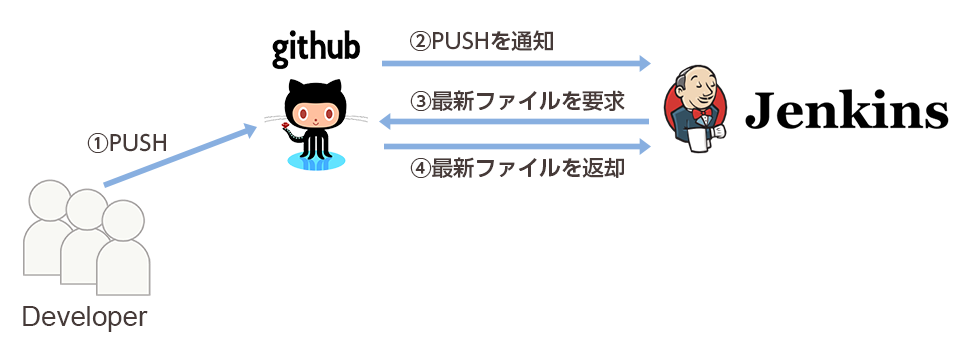 github
②PUSHを通知
③最新ファイルを要求
Jenkins
①PUSH
④最新ファイルを返却
Developer